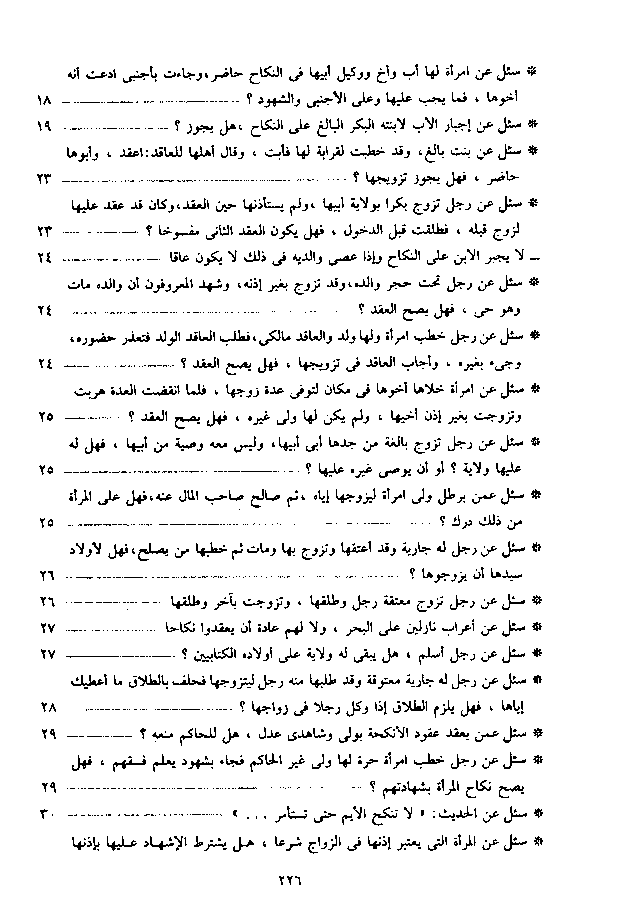 * سئل عن امرأة لها أب وأخ ووكيل أبيها فى النكاح حاضر ، وجاءت بأجنبى ادعت أنه
أخوها ، فما يجب عليها وعلى الأجنبى والشهود ؟ ١٨
* سئل عن إجبار الأب لابنته البكر البالغ على النكاح ، هل يجوز ؟ ١٩
* سئل عن بنت بالغ، وقد خطبت لقرابة لها فأبت ، وقال أهلها للعاقد: اعقد ، وأبوها
حاضر ، فهل يجوز تزويجها ؟ ٢٣
* سئل عن رجل تزوج بكرا بولاية أبيها ، ولم يستأذنها حين العقد، وكان قد عقد عليها
لزوج قبله ، فطلقت قبل الدخول ، فهل يكون العقد الثانى مفسوخا ؟ ٢٣
ــ لا يجبر الابن على النكاح وإذا عصى والديه فى ذلك لا يكون عاقا ٢٤
* سئل عن رجل تحت حجر والده، وقد تزوج بغير إذنه، وشهد المعروفون أن والده مات
وهو حى ، فهل يصح العقد ؟ ٢٤
* سئل عن رجل خطب امرأة ولها ولد والعاقد مالكى، فطلب العاقد الولد فتعذر حضوره،
وجىء بغيره ، وأجاب العاقد فى تزويجها ، فهل يصح العقد ؟ ٢٤
* سئل عن امرأة خلاها أخوها فى مكان لتوفى عدة زوجها ، فلما انقضت العدة هربت
وتزوجت بغير إذن أخيها ، ولم يكن لها ولى غيره ، فهل يصح العقد ؟ ٢٥
* سئل عن رجل تزوج بالغة من جدها أبى أبيها، وليس معه وصية من أبيها ، فهل له
عليها ولاية ؟ أو أن يوصى غيره عليها ؟ ٢٥
* سئل عمن برطل ولى امرأة ليزوجها إياه ، ثم صالح صاحب المال عنه، فهل على المرأة
من ذلك درك ؟ ٢٥
* سئل عن رجل له جارية وقد أعتقها وتزوج بها ومات ثم خطبها من يصلح، فهل لأولاد
سيدها أن يزوجوها ؟ ٢٦
* سئل عن رجل تزوج معتقة رجل وطلقها ، وتزوجت بآخر وطلقها ٢٦
* سئل عن أعراب نازلين على البحر ، ولا لهم عادة أن يعقدوا نكاحا ٢٧
* سئل عن رجل أسلم ، هل يبقى له ولاية على أولاده الكتابيين ؟ ٢٧
* سئل عن رجل له جارية معتوقة وقد طلبها منه رجل ليتزوجها فحلف بالطلاق ما أعطيك
إياها ، فهل يلزم الطلاق إذا وكل رجلا فى زواجها ؟ ٢٨
* سئل عمن يعقد عقود الأنكحة بولى وشاهدى عدل ، هل للحاكم منعه ؟ ٢٩
* سئل عن رجل خطب امرأة حرة لها ولى غير الحاكم فجاء بشهود يعلم فسقهم ، فهل
يصح نكاح المرأة بشهادتهم ؟ ٢٩
* سئل عن الحديث: « لا تنكح الأيم حتى تستأمر ... » ٣٠
* سئل عن المرأة التى يعتبر إذنها فى الزواج شرعا ، هل يشترط الإشهاد عليها بإذنها
٢٢٦